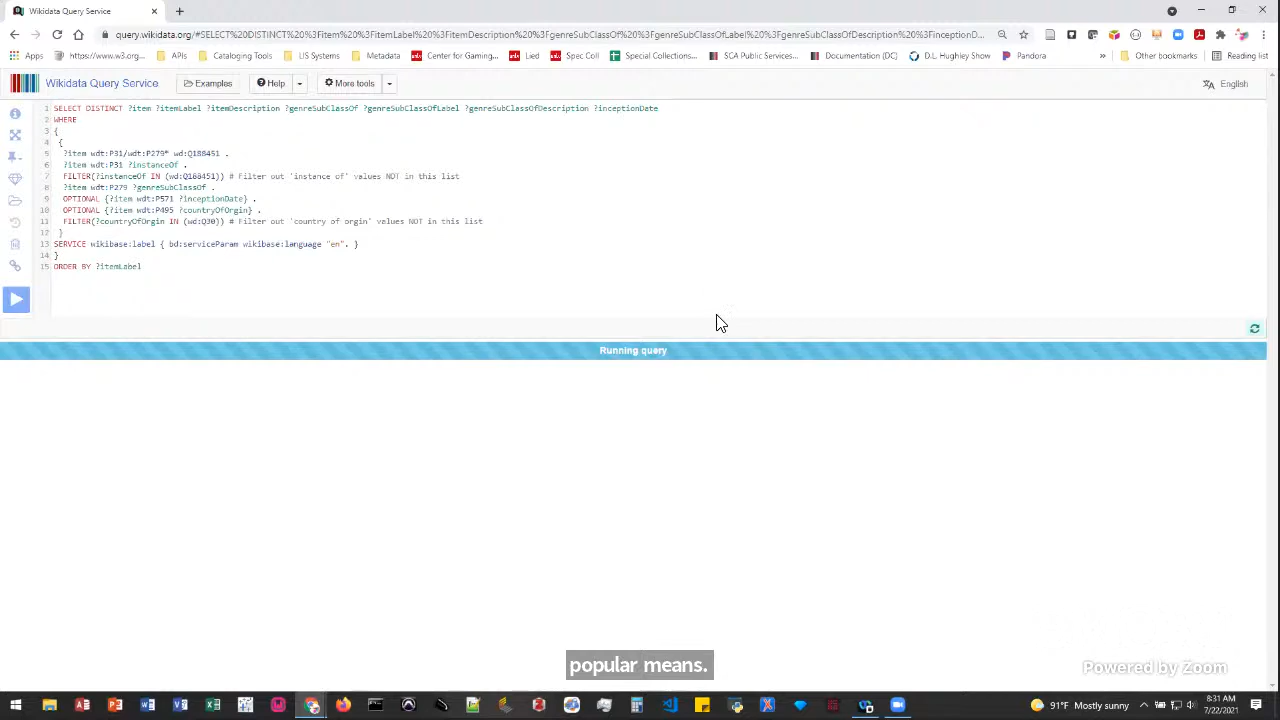 Wikidata Query Service
query.wikidata.org/#SELECT%20DISTINCT%20%3Fitem%20%3FitemLabel%20%3FitemDescription%20%3FgenreSubClassOf%20%3FgenreSubClassOfLabel%20%3FgenreSubClassOfDescription%20%3FinceptionD...
Apps https://www.w3.org... APIs Cataloging Tools LIS Systems Metadata Center for Gaming... Lied Spec Coll Special Collections... SCA Public Services... Documentation (DC) D.L. Hughley Show Pandora » Other bookmarks Reading list
Wikidata Query Service Examples Help More tools English
1 SELECT DISTINCT ?item ?itemLabel ?itemDescription ?genreSubClassOf ?genreSubClassOfLabel ?genreSubClassOfDescription ?inceptionDate
2 WHERE
3 {
4 {
5 ?item wdt:P31/wdt:P279* wd:Q188451 .
6 ?item wdt:P31 ?instanceOf .
7 FILTER(?instanceOf IN (wd:Q188451)) # Filter out 'instance of' values NOT in this list
8 ?item wdt:P279 ?genreSubClassOf .
9 OPTIONAL {?item wdt:P571 ?inceptionDate} .
10 OPTIONAL {?item wdt:P495 ?countryOfOrgin} .
11 FILTER(?countryOfOrgin IN (wd:Q30)) # Filter out 'country of orgin' values NOT in this list
12 }
13 SERVICE wikibase:label { bd:serviceParam wikibase:language "en". }
14 }
15 ORDER BY ?itemLabel
Running query
popular means.
Powered by Zoom
91°F Mostly sunny
8:31 AM
7/22/2021